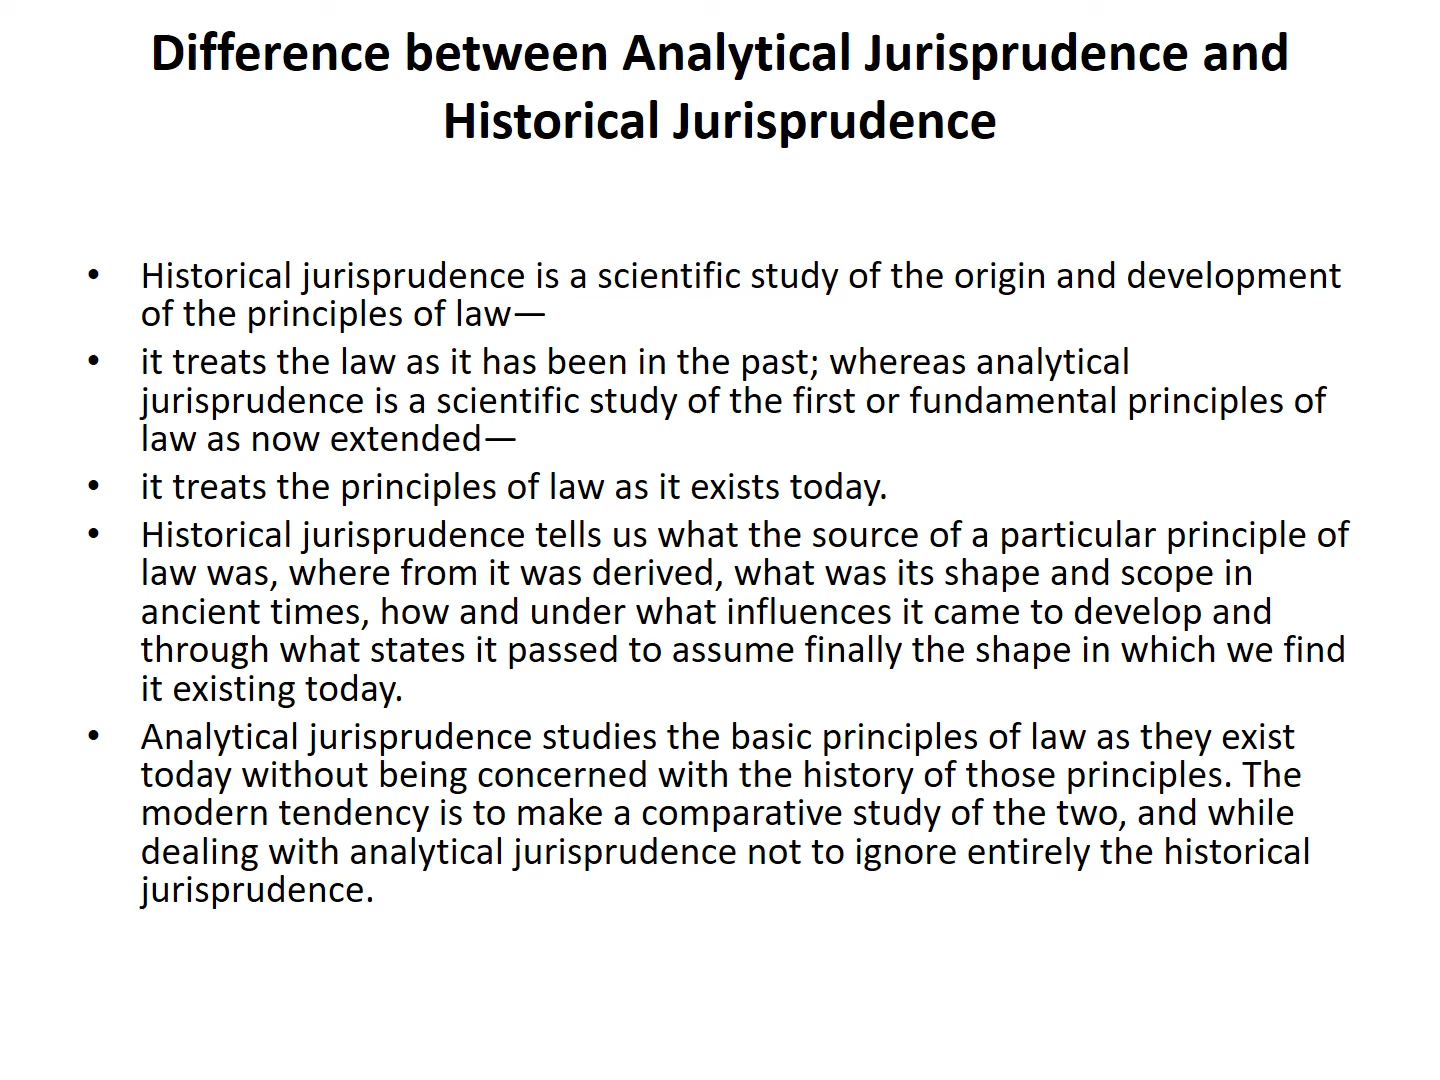 Difference between Analytical Jurisprudence and
Historical Jurisprudence
• Historical jurisprudence is a scientific study of the origin and development
of the principles of law—
• it treats the law as it has been in the past; whereas analytical
jurisprudence is a scientific study of the first or fundamental principles of
law as now extended—
• it treats the principles of law as it exists today.
• Historical jurisprudence tells us what the source of a particular principle of
law was, where from it was derived, what was its shape and scope in
ancient times, how and under what influences it came to develop and
through what states it passed to assume finally the shape in which we find
it existing today.
• Analytical jurisprudence studies the basic principles of law as they exist
today without being concerned with the history of those principles. The
modern tendency is to make a comparative study of the two, and while
dealing with analytical jurisprudence not to ignore entirely the historical
jurisprudence.